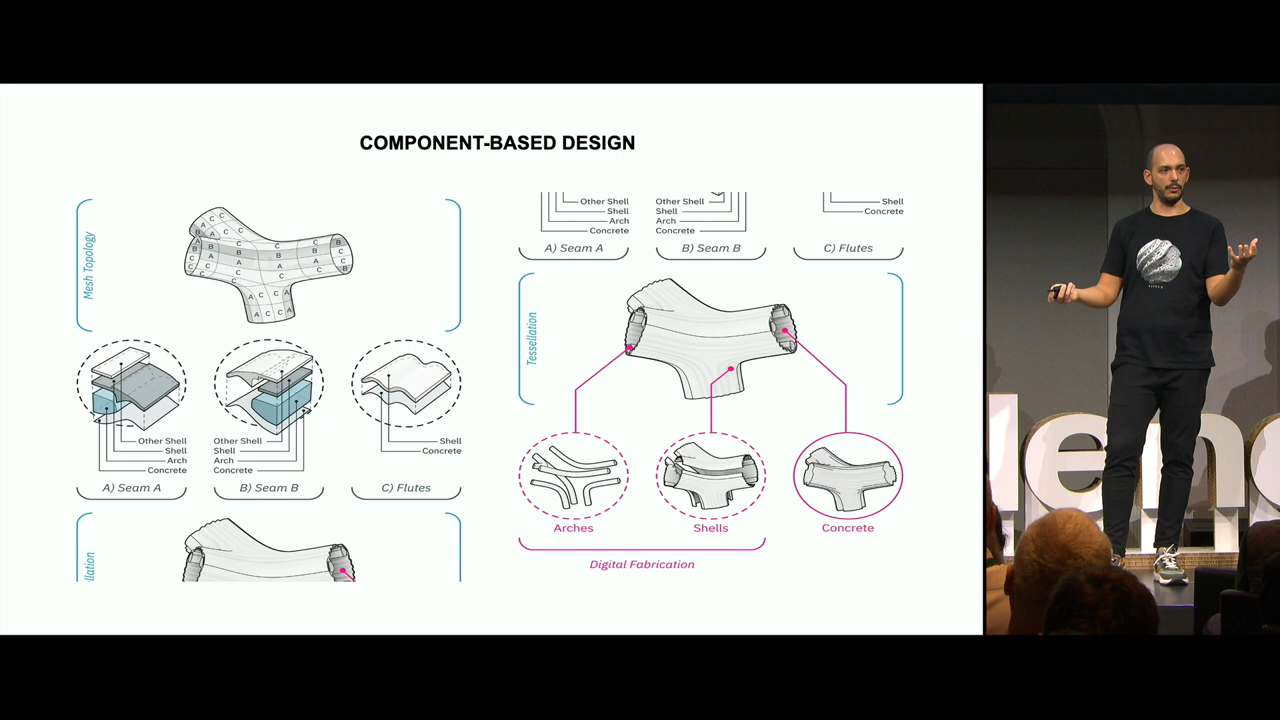 COMPONENT-BASED DESIGN
Mesh Topology
Other Shell
Shell
Arch
Concrete
A) Seam A
Other Shell
Shell
Arch
Concrete
B) Seam B
Shell
Concrete
C) Flutes
llation
Other Shell
Shell
Arch
Concrete
A) Seam A
Other Shell
Shell
Arch
Concrete
B) Seam B
Shell
Concrete
C) Flutes
Tessellation
Arches
Shells
Concrete
Digital Fabrication